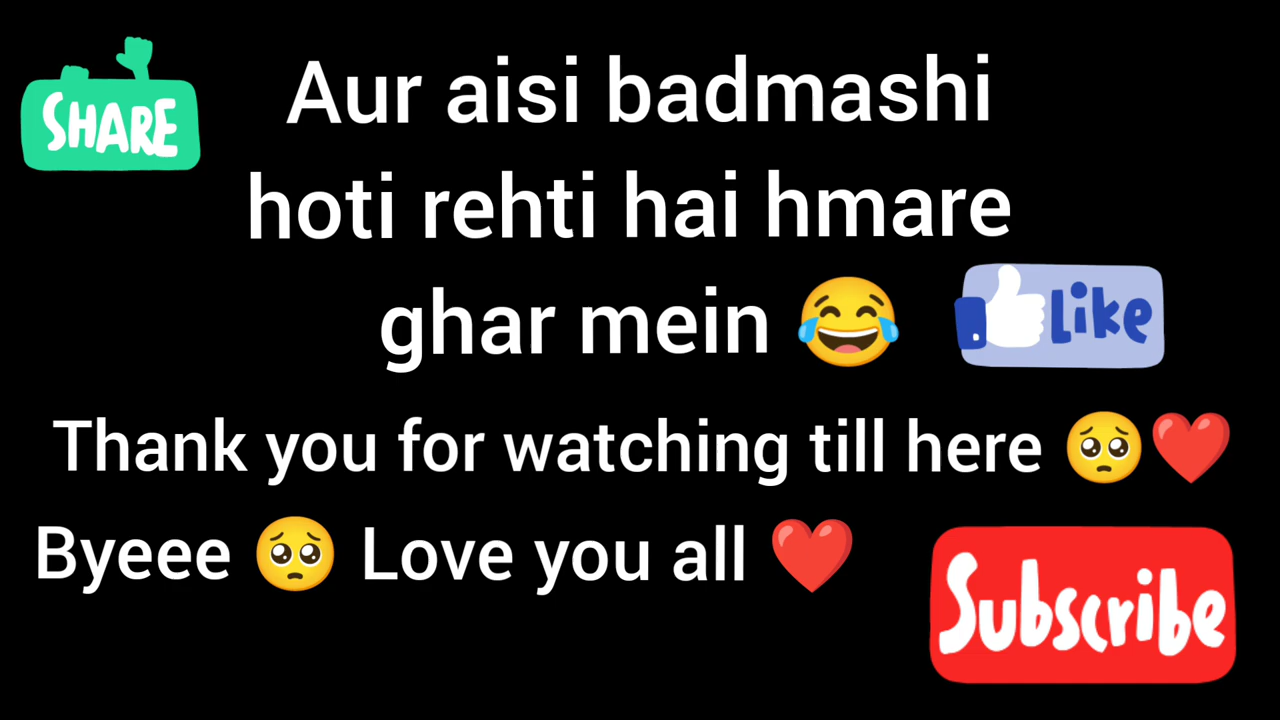 SHARE
Aur aisi badmashi
hoti rehti hai hmare
ghar mein 😂
Like
Thank you for watching till here 🥺❤️
Byeee 🥺 Love you all ❤️
Subscribe